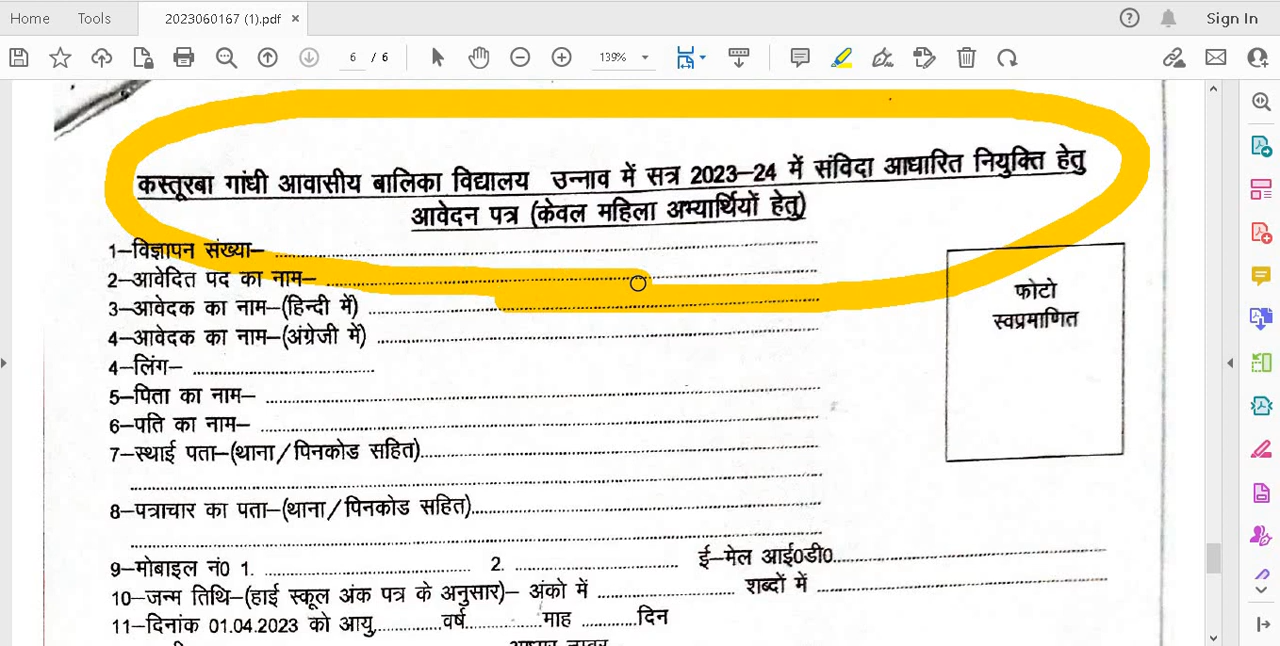 Home Tools 2023060167 (1).pdf × Sign In
6 / 6 139%
कस्तूरबा गांधी आवासीय बालिका विद्यालय उन्नाव में सत्र 2023–24 में संविदा आधारित नियुक्ति हेतु
आवेदन पत्र (केवल महिला अभ्यार्थियों हेतु)
1–विज्ञापन संख्या– ........................
2–आवेदित पद का नाम– ........................
3–आवेदक का नाम–(हिन्दी में) ........................
4–आवेदक का नाम–(अंग्रेजी में) ........................
फोटो
स्वप्रमाणित
4–लिंग– ........................
5–पिता का नाम– ........................
6–पति का नाम– ........................
7–स्थाई पता–(थाना/पिनकोड सहित)........................
8–पत्राचार का पता–(थाना/पिनकोड सहित)........................
9–मोबाइल नं0 1. ........................ 2. ........................ ई–मेल आई0डी0........................
10–जन्म तिथि–(हाई स्कूल अंक पत्र के अनुसार)– अंको में ........................ शब्दों में ........................
11–दिनांक 01.04.2023 को आयु,............वर्ष..............माह ...........दिन